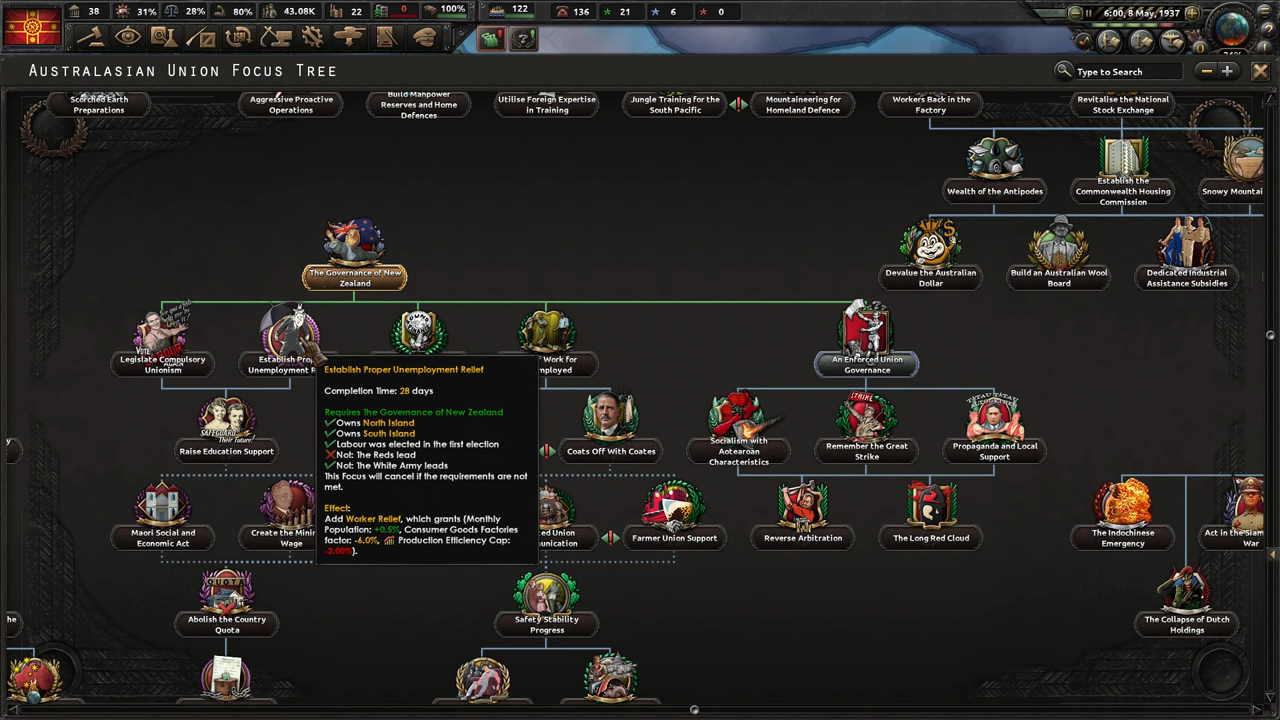 38
31%
28%
80%
43.08K
22
0
100%
122
136
21
6
0
6:00, 8 May, 1937
Australasian Union Focus Tree
Type to Search
Scorched Earth
Preparations
Aggressive Proactive
Operations
Build Manpower
Reserves and Home
Defences
Utilise Foreign Expertise
in Training
Jungle Training for the
South Pacific
Mountaineering for
Homeland Defence
Workers Back in the
Factory
Revitalise the National
Stock Exchange
Wealth of the Antipodes
Establish the
Commonwealth Housing
Commission
Snowy Mountai
The Governance of New
Zealand
Devalue the Australian
Dollar
Build an Australian Wool
Board
Dedicated Industrial
Assistance Subsidies
VOTE
Legislate Compulsory
Unionism
Establish Pro
Unemployment R
Work for
mployed
An Enforced Union
Governance
Establish Proper Unemployment Relief
Completion Time: 28 days
Requires The Governance of New Zealand
Owns North Island
Owns South Island
Labour was elected in the first election
Not: The Reds lead
Not: The White Army leads
This Focus will cancel if the requirements are not
met.
Effect:
Add Worker Relief, which grants (Monthly
Population: +0.5%, Consumer Goods Factories
factor: -6.0%, Production Efficiency Cap:
-2.00%).
SAFEGUARD
Their future!
Raise Education Support
Coats Off With Coates
Socialism with
Aotearoan
Characteristics
STRIKE
Remember the Great
Strike
Propaganda and Local
Support
Maori Social and
Economic Act
Create the Mini
Wage
ed Union
munication
Farmer Union Support
Reverse Arbitration
The Long Red Cloud
The Indochinese
Emergency
Act in the Siam
War
QUOTA
Abolish the Country
Quota
Safety Stability
Progress
The Collapse of Dutch
Holdings